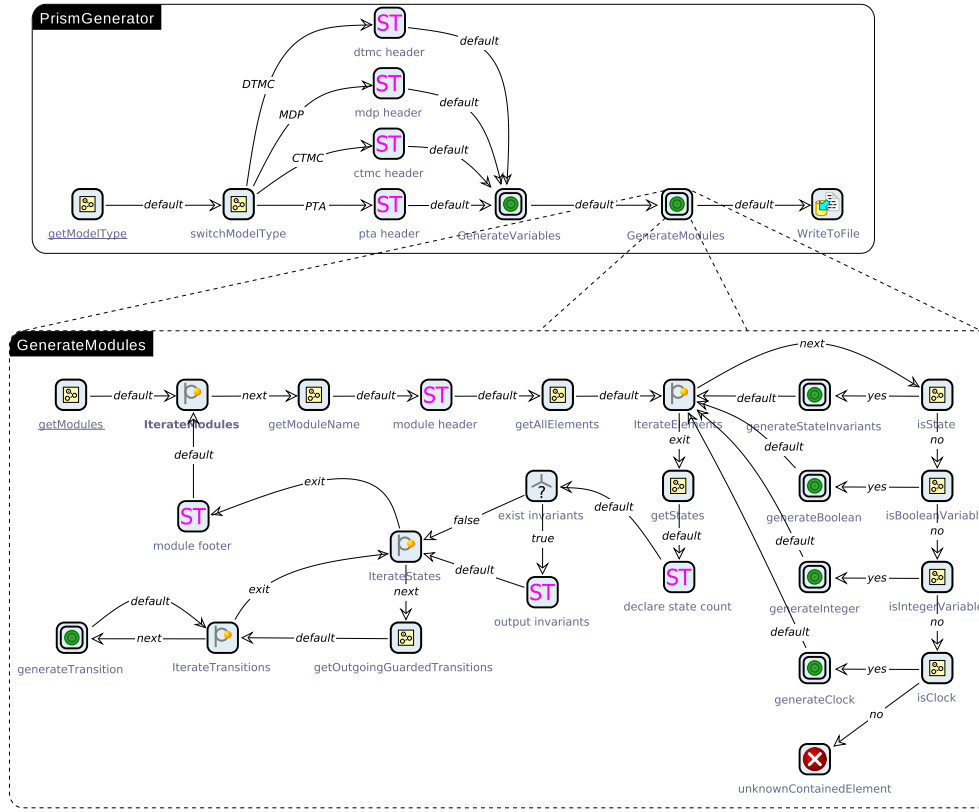 PrismGenerator
ST
dtmc header
default
DTMC
ST
mdp header
default
MDP
ST
ctmc header
default
CTMC
getModelType
default
switchModelType
PTA
ST
pta header
default
GenerateVariables
default
GenerateModules
default
WriteToFile
GenerateModules
next
getModules
default
IterateModules
next
getModuleName
default
ST
module header
default
getAllElements
default
IterateElements
default
generateStateInvariants
yes
isState
default
exit
no
exit
default
ST
module footer
false
? 
exist invariants
default
getStates
default
generateBoolean
yes
isBooleanVariabl
true
default
no
IterateStates
default
ST
output invariants
ST
declare state count
default
generateInteger
yes
isIntegerVariable
exit
next
no
default
generateTransition
next
IterateTransitions
default
getOutgoingGuardedTransitions
default
generateClock
yes
isClock
no
unknownContainedElement